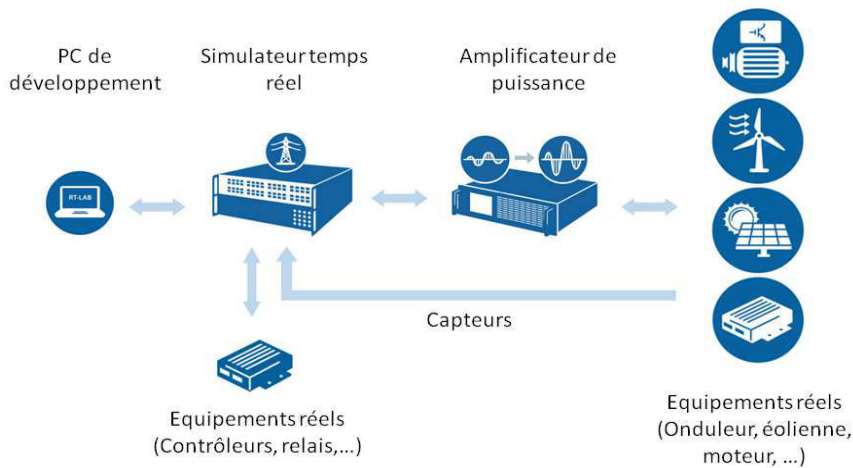 PC de
développement
Simulateur temps
réel
Amplificateur de
puissance
RT-LAB
Capteurs
Equipements réels
(Contrôleurs, relais,...)
Equipements réels
(Onduleur, éolienne,
moteur, ...)